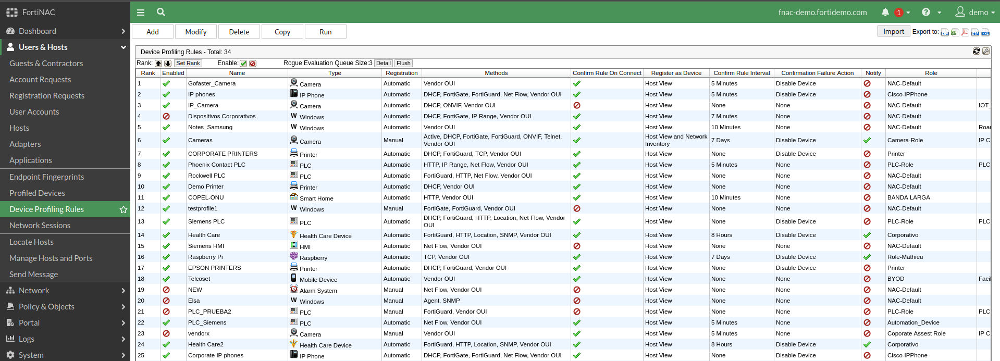 FortiNAC
fnac-demo.fortidemo.com 1 ? demo
Dashboard
Users & Hosts
Guests & Contractors
Account Requests
Registration Requests
User Accounts
Hosts
Adapters
Applications
Endpoint Fingerprints
Profiled Devices
Device Profiling Rules
Network Sessions
Locate Hosts
Manage Hosts and Ports
Send Message
Network
Policy & Objects
Portal
Logs
System
Add Modify Delete Copy Run Import Export to: CSV RTF XML
Device Profiling Rules - Total: 34
Rank: Set Rank Enable: Rogue Evaluation Queue Size:3 Detail Flush
Rank Enabled Name Type Registration Methods Confirm Rule On Connect Register as Device Confirm Rule Interval Confirmation Failure Action Notify Role
1 Gofaster_Camera Camera Automatic Vendor OUI Host View 5 Minutes Disable Device NAC-Default
2 IP phones IP Phone Automatic DHCP, FortiGate, FortiGuard, Net Flow, Vendor OUI Host View 5 Minutes Disable Device Cisco-IPPhone
3 IP_Camera Camera Automatic DHCP, ONVIF, Vendor OUI Host View None None NAC-Default IOT_
4 Dispositivos Corporativos W Windows Automatic DHCP, FortiGate, IP Range, Vendor OUI Host View 7 Minutes None NAC-Default
5 Notes_Samsung W Windows Automatic Vendor OUI Host View 10 Minutes None NAC-Default Roar
6 Cameras Camera Manual Active, DHCP, FortiGate, FortiGuard, ONVIF, Telnet, Host View and Network 7 Days Disable Device Camera-Role IP C
Vendor OUI Inventory
7 CORPORATE PRINTERS Printer Automatic DHCP, FortiGuard, TCP, Vendor OUI Host View None Disable Device Printer
8 Phoenix Contact PLC PLC Automatic HTTP, IP Range, Net Flow, Vendor OUI Host View 5 Minutes None PLC-Role PLC
9 Rockwell PLC PLC Automatic FortiGuard, HTTP, Net Flow, Vendor OUI Host View None None NAC-Default
10 Demo Printer Printer Automatic DHCP, Vendor OUI Host View None None NAC-Default
11 COPEL-ONU Smart Home Automatic HTTP, Vendor OUI Host View 10 Minutes None BANDA LARGA
12 testprofile1 W Windows Manual FortiGate, FortiGuard, Vendor OUI Host View None None NAC-Default
13 Siemens PLC PLC Automatic DHCP, FortiGuard, HTTP, Location, Net Flow, Vendor Host View None Disable Device PLC-Role PLC
OUI
14 Health Care Health Care Device Automatic FortiGuard, HTTP, Location, SNMP, Vendor OUI Host View 8 Hours Disable Device Corporativo
15 Siemens HMI HMI Automatic Net Flow, Vendor OUI Host View None None NAC-Default
16 Raspberry Pi Raspberry Automatic TCP, Vendor OUI Host View 7 Days Disable Device Role-Mathieu
17 EPSON PRINTERS Printer Automatic DHCP, FortiGuard, Vendor OUI Host View None Disable Device Printer
18 Telcoset Mobile Device Automatic Vendor OUI Host View None None BYOD Facil
19 NEW Alarm System Manual Net Flow, Vendor OUI Host View None None NAC-Default
20 Elsa W Windows Manual Agent, SNMP Host View None None NAC-Default
21 PLC_PRUEBA2 PLC Manual FortiGuard, Vendor OUI Host View None None PLC-Role PLC
22 PLC_Siemens PLC Automatic Net Flow, Vendor OUI Host View 5 Minutes None Automation_Device
23 vendorx Camera Manual Vendor OUI Host View 5 Minutes None Coporate Assest Role IP C
24 Health Care2 Health Care Device Automatic FortiGuard, HTTP, Location, SNMP, Vendor OUI Host View 8 Hours Disable Device Corporativo
25 Corporate IP phones IP Phone Automatic DHCP, FortiGate, FortiGuard, Net Flow, Vendor OUI Host View None Disable Device Cisco-IPPhone